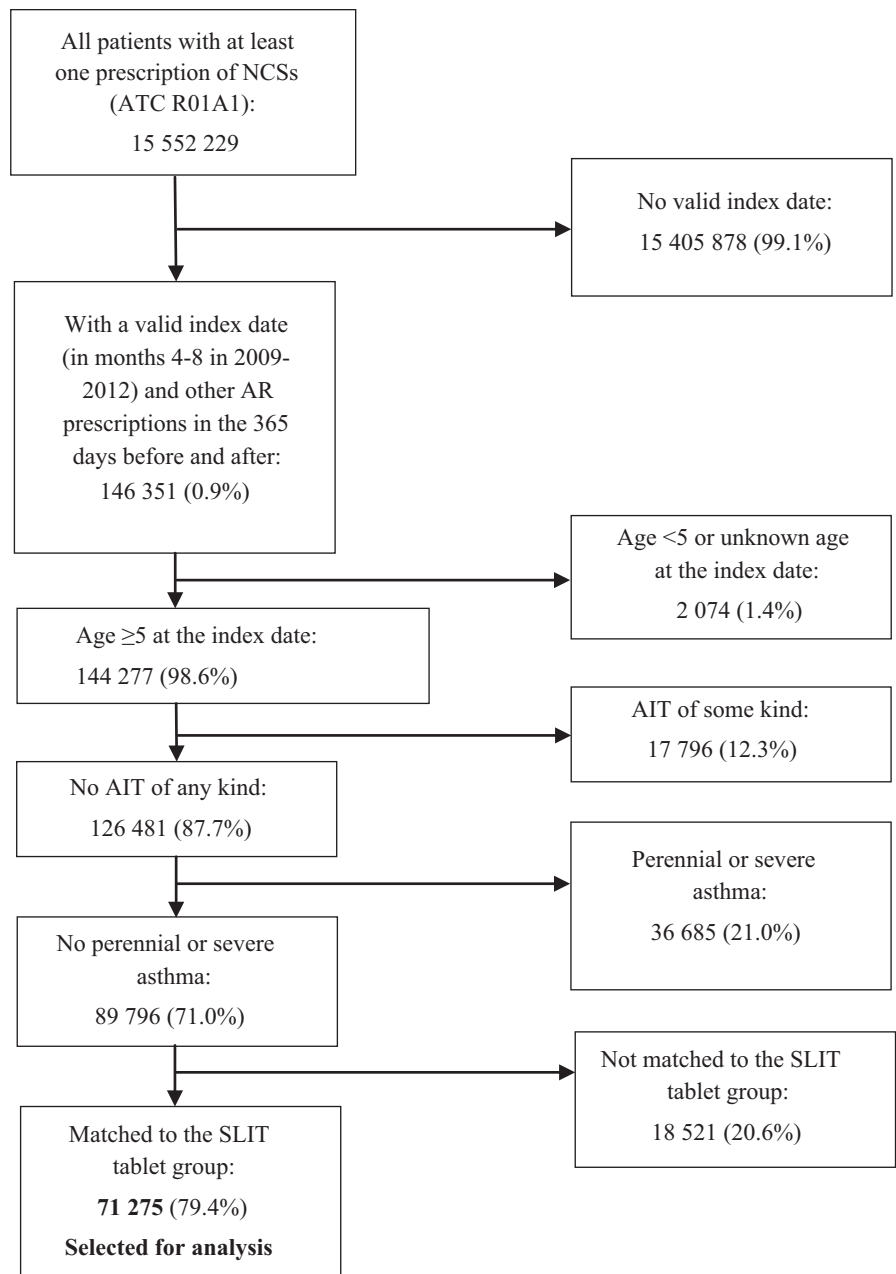 All patients with at least
one prescription of NCSs
(ATC R01A1):
15 552 229
No valid index date:
15 405 878 (99.1%)
With a valid index date
(in months 4-8 in 2009-
2012) and other AR
prescriptions in the 365
days before and after:
146 351 (0.9%)
Age <5 or unknown age
at the index date:
2 074 (1.4%)
Age ≥5 at the index date:
144 277 (98.6%)
AIT of some kind:
17 796 (12.3%)
No AIT of any kind:
126 481 (87.7%)
Perennial or severe
asthma:
36 685 (21.0%)
No perennial or severe
asthma:
89 796 (71.0%)
Not matched to the SLIT
tablet group:
18 521 (20.6%)
Matched to the SLIT
tablet group:
71 275 (79.4%)
Selected for analysis